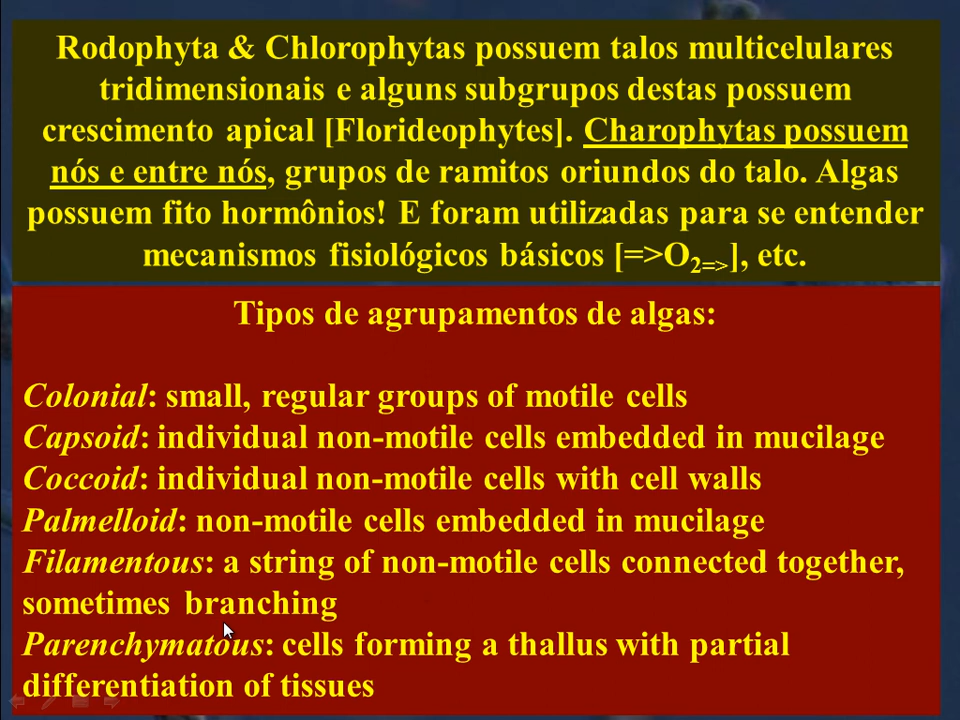 Rodophyta & Chlorophytas possuem talos multicelulares
tridimensionais e alguns subgrupos destas possuem
crescimento apical [Florideophytes]. Charophytas possuem
nós e entre nós, grupos de ramitos oriundos do talo. Algas
possuem fito hormônios! E foram utilizadas para se entender
mecanismos fisiológicos básicos [=>O2=>], etc.
Tipos de agrupamentos de algas:
Colonial: small, regular groups of motile cells
Capsoid: individual non-motile cells embedded in mucilage
Coccoid: individual non-motile cells with cell walls
Palmelloid: non-motile cells embedded in mucilage
Filamentous: a string of non-motile cells connected together,
sometimes branching
Parenchymatous: cells forming a thallus with partial
differentiation of tissues